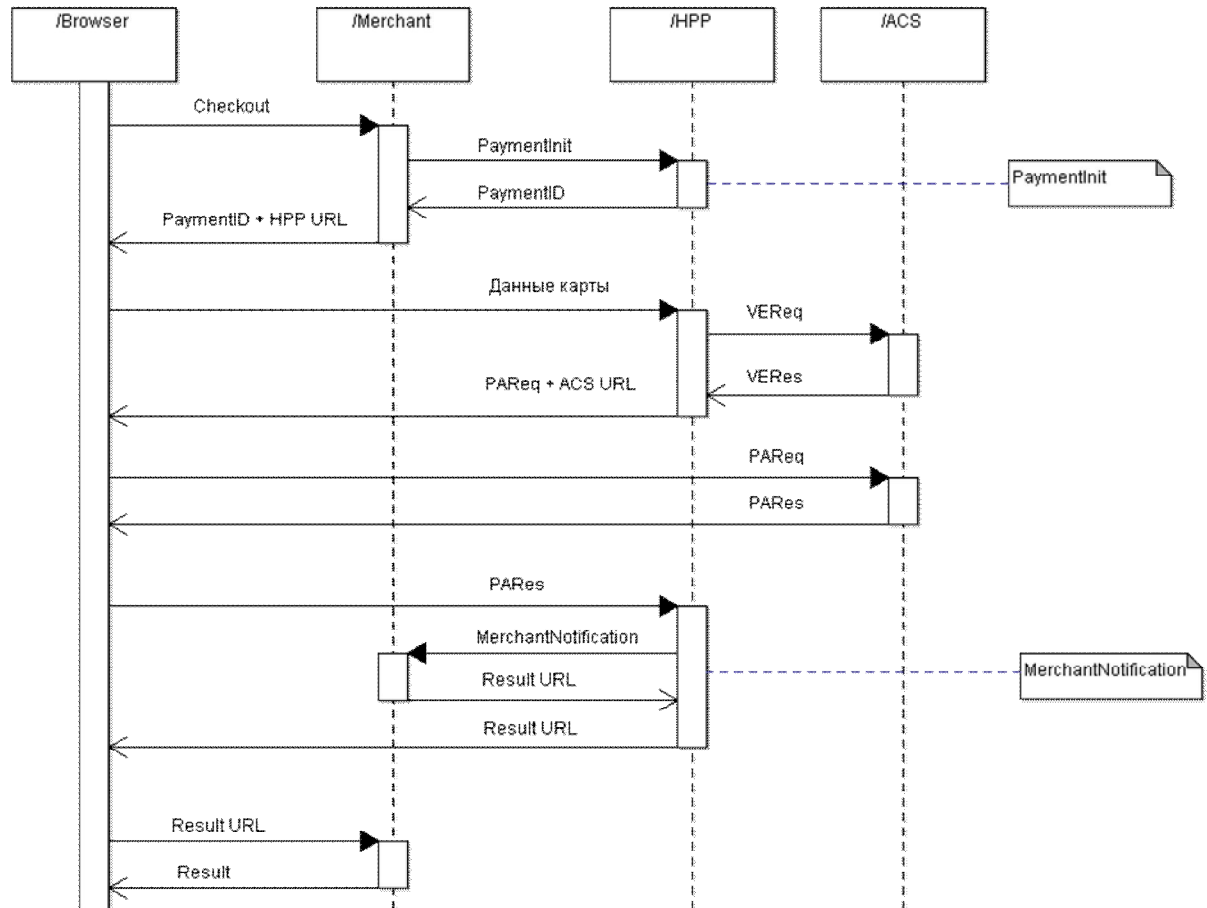 /Browser
/Merchant
/HPP
/ACS
Checkout
PaymentInit
PaymentInit
PaymentID
PaymentID + HPP URL
Данные карты
VEReq
VERes
PAReq + ACS URL
PAReq
PARes
PARes
MerchantNotification
MerchantNotification
Result URL
Result URL
Result URL
Result